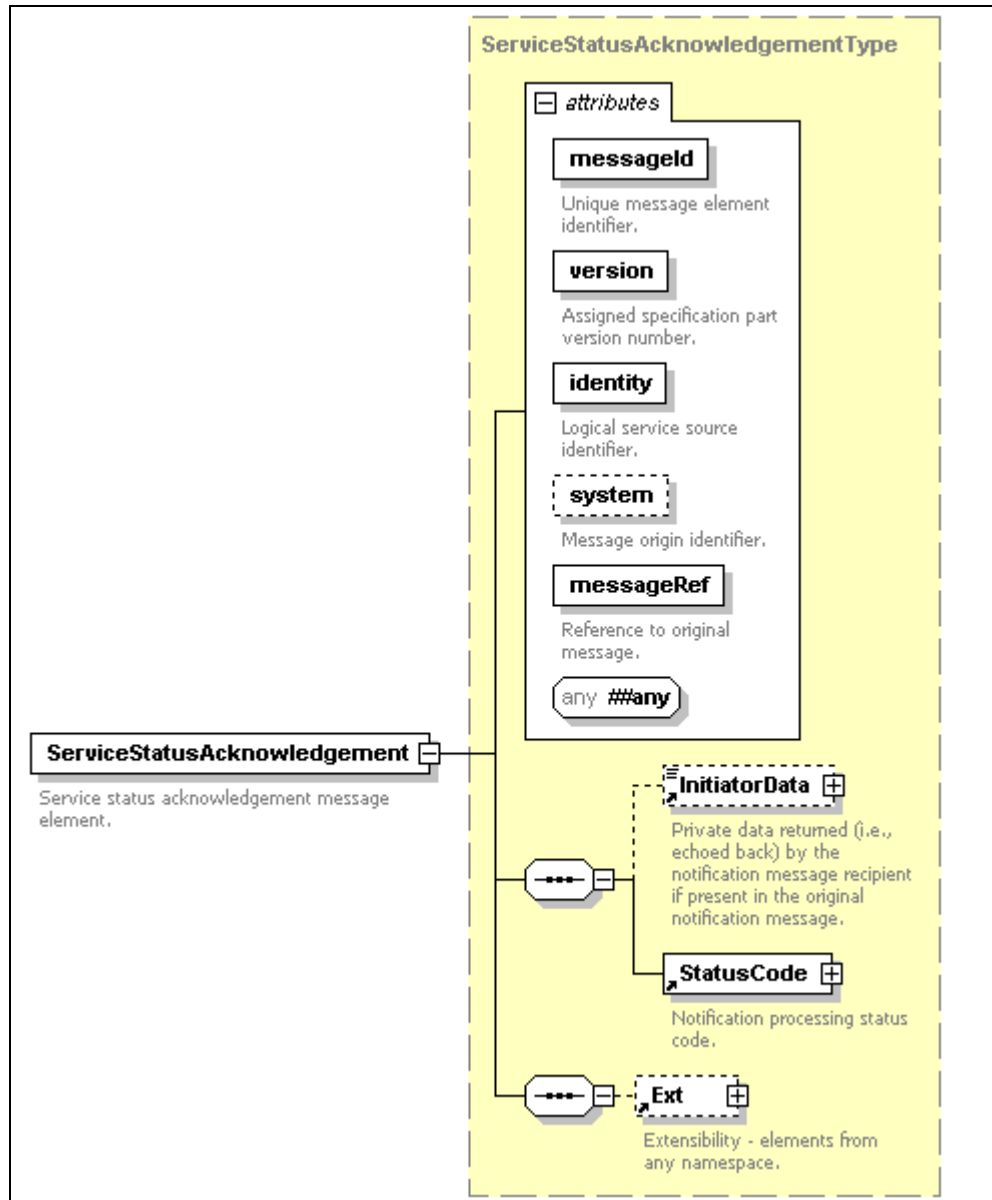 ServiceStatusAcknowledgementType
attributes
messageId
Unique message element
identifier.
version
Assigned specification part
version number.
identity
Logical service source
identifier.
system
Message origin identifier.
messageRef
Reference to original
message.
any ##any
ServiceStatusAcknowledgement
Service status acknowledgement message
element.
InitiatorData
Private data returned (i.e.,
echoed back) by the
notification message recipient
if present in the original
notification message.
StatusCode
Notification processing status
code.
Ext
Extensibility - elements from
any namespace.